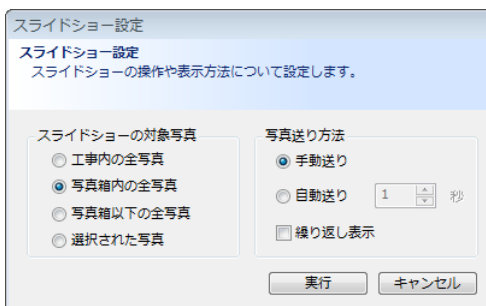 スライドショー設定
スライドショー設定
スライドショーの操作や表示方法について設定します。
スライドショーの対象写真
工事内の全写真
写真箱内の全写真
写真箱以下の全写真
選択された写真
写真送り方法
手動送り
自動送り 1 秒
繰り返し表示
実行 キャンセル